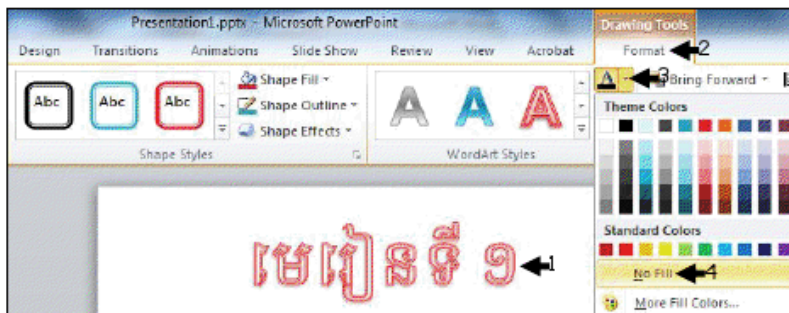 Presentation1.pptx - Microsoft PowerPoint
Drawing Tools
Design Transitions Animations Slide Show Review View Acrobat Format 2
Abc Abc Abc
Shape Fill
Shape Outline
Shape Effects
A A A
A 3 Bring Forward
Shape Styles WordArt Styles
Theme Colors
Standard Colors
មេរៀនទី ១ 1
No Fill 4
More Fill Colors...